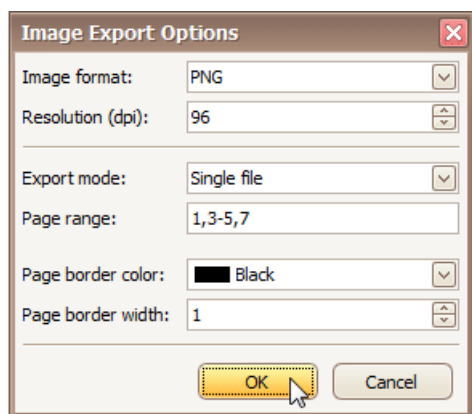 Image Export Options
Image format: PNG
Resolution (dpi): 96
Export mode: Single file
Page range: 1,3-5,7
Page border color: Black
Page border width: 1
OK Cancel